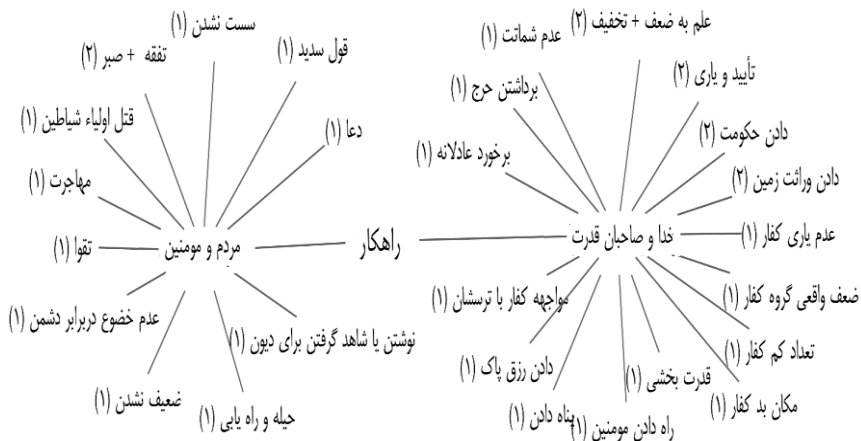 راهکار
خدا و صاحبان قدرت
علم به ضعف + تخفیف (۲)
تأیید و یاری (۲)
دادن حکومت (۲)
دادن وراثت زمین (۲)
عدم یاری کفار (۱)
ضعف واقعی گروه کفار (۱)
تعداد کم کفار (۱)
مکان بد کفار (۱)
قدرت بخشی (۱)
راه دادن مومنین (۱)
پناه دادن (۱)
دادن رزق پاک (۱)
مواجهه کفار با ترسشان (۱)
برخورد عادلانه (۱)
برداشتن حرج (۱)
عدم شماتت (۱)
مردم و مومنین
قول سدید (۱)
دعا (۱)
نوشتن یا شاهد گرفتن برای دیون (۱)
حیله و راه یابی (۱)
ضعیف نشدن (۱)
عدم خضوع دربرابر دشمن (۱)
تقوا (۱)
مهاجرت (۱)
قتل اولیاء شیاطین (۱)
تفقه + صبر (۲)
سست نشدن (۱)